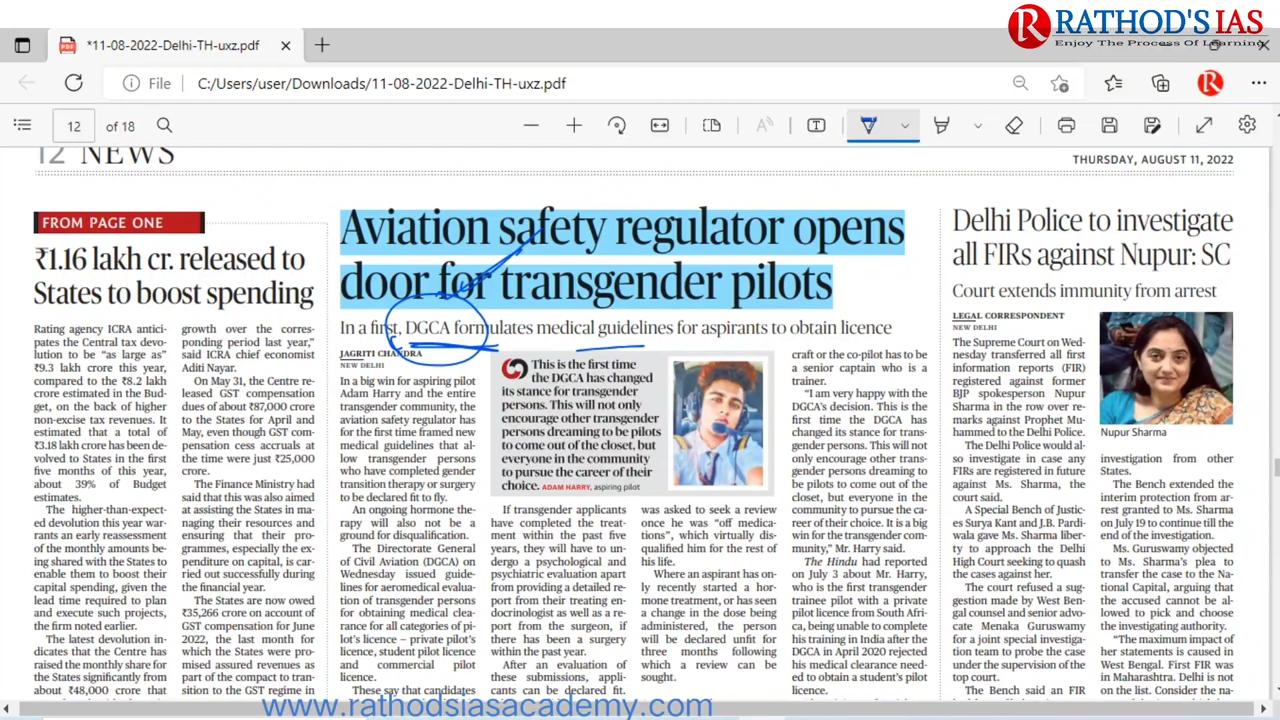 RATHOD'S IAS
Enjoy The Process Of Learning
*11-08-2022-Delhi-TH-uxz.pdf
File
C:/Users/user/Downloads/11-08-2022-Delhi-TH-uxz.pdf
12 of 18
12 NEWS
THURSDAY, AUGUST 11, 2022
FROM PAGE ONE
₹1.16 lakh cr. released to
States to boost spending
Rating agency ICRA antici-
pates the Central tax devo-
lution to be “as large as”
₹9.3 lakh crore this year,
compared to the ₹8.2 lakh
crore estimated in the Bud-
get, on the back of higher
non-excise tax revenues. It
estimated that a total of
₹3.18 lakh crore has been de-
volved to States in the first
five months of this year,
about 39% of Budget
estimates.
The higher-than-expect-
ed devolution this year war-
rants an early reassessment
of the monthly amounts be-
ing shared with the States to
enable them to boost their
capital spending, given the
lead time required to plan
and execute such projects,
the firm noted earlier.
The latest devolution in-
dicates that the Centre has
raised the monthly share for
the States significantly from
about ₹48,000 crore that
growth over the corres-
ponding period last year,”
said ICRA chief economist
Aditi Nayar.
On May 31, the Centre re-
leased GST compensation
dues of about ₹87,000 crore
to the States for April and
May, even though GST com-
pensation cess accruals at
the time were just ₹25,000
crore.
The Finance Ministry had
said that this was also aimed
at assisting the States in ma-
naging their resources and
ensuring that their pro-
grammes, especially the ex-
penditure on capital, is car-
ried out successfully during
the financial year.
The States are now owed
₹35,266 crore on account of
GST compensation for June
2022, the last month for
which the States were pro-
mised assured revenues as
part of the compact to tran-
sition to the GST regime in
Aviation safety regulator opens
door for transgender pilots
In a first, DGCA formulates medical guidelines for aspirants to obtain licence
JAGRITI CHANDRA
NEW DELHI
In a big win for aspiring pilot
Adam Harry and the entire
transgender community, the
aviation safety regulator has
for the first time framed new
medical guidelines that al-
low transgender persons
who have completed gender
transition therapy or surgery
to be declared fit to fly.
An ongoing hormone the-
rapy will also not be a
ground for disqualification.
The Directorate General
of Civil Aviation (DGCA) on
Wednesday issued guide-
lines for aeromedical evalua-
tion of transgender persons
for obtaining medical clea-
rance for all categories of pi-
lot’s licence – private pilot’s
licence, student pilot licence
and commercial pilot
licence.
These say that candidates
This is the first time
the DGCA has changed
its stance for transgender
persons. This will not only
encourage other transgender
persons dreaming to be pilots
to come out of the closet, but
everyone in the community
to pursue the career of their
choice. ADAM HARRY, aspiring pilot
If transgender applicants
have completed the treat-
ment within the past five
years, they will have to un-
dergo a psychological and
psychiatric evaluation apart
from providing a detailed re-
port from their treating en-
docrinologist as well as a re-
port from the surgeon, if
there has been a surgery
within the past year.
After an evaluation of
these submissions, appli-
cants can be declared fit.
was asked to seek a review
once he was “off medica-
tions”, which virtually dis-
qualified him for the rest of
his life.
Where an aspirant has on-
ly recently started a hor-
mone treatment, or has seen
a change in the dose being
administered, the person
will be declared unfit for
three months following
which a review can be
sought.
craft or the co-pilot has to be
a senior captain who is a
trainer.
“I am very happy with the
DGCA’s decision. This is the
first time the DGCA has
changed its stance for trans-
gender persons. This will not
only encourage other trans-
gender persons dreaming to
be pilots to come out of the
closet, but everyone in the
community to pursue the ca-
reer of their choice. It is a big
win for the transgender com-
munity,” Mr. Harry said.
The Hindu had reported
on July 3 about Mr. Harry,
who is the first transgender
trainee pilot with a private
pilot licence from South Afri-
ca, being unable to complete
his training in India after the
DGCA in April 2020 rejected
his medical clearance need-
ed to obtain a student’s pilot
licence.
Delhi Police to investigate
all FIRs against Nupur: SC
Court extends immunity from arrest
LEGAL CORRESPONDENT
NEW DELHI
The Supreme Court on Wed-
nesday transferred all first
information reports (FIR)
registered against former
BJP spokesperson Nupur
Sharma in the row over re-
marks against Prophet Mu-
hammed to the Delhi Police.
The Delhi Police would al-
so investigate in case any
FIRs are registered in future
against Ms. Sharma, the
court said.
A Special Bench of Justic-
es Surya Kant and J.B. Pardi-
wala gave Ms. Sharma liber-
ty to approach the Delhi
High Court seeking to quash
the cases against her.
The court refused a sug-
gestion made by West Ben-
gal counsel and senior advo-
cate Menaka Guruswamy
for a joint special investiga-
tion team to probe the case
under the supervision of the
top court.
The Bench said an FIR
Nupur Sharma
investigation from other
States.
The Bench extended the
interim protection from ar-
rest granted to Ms. Sharma
on July 19 to continue till the
end of the investigation.
Ms. Guruswamy objected
to Ms. Sharma’s plea to
transfer the case to the Na-
tional Capital, arguing that
the accused cannot be al-
lowed to pick and choose
the investigating authority.
“The maximum impact of
her statements is caused in
West Bengal. First FIR was
in Maharashtra. Delhi is not
on the list. Consider the na-
www.rathodsiasacademy.com